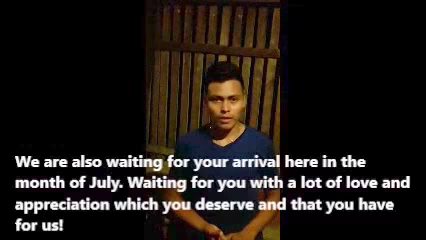 We are also waiting for your arrival here in the
month of July. Waiting for you with a lot of love and
appreciation which you deserve and that you have
for us!